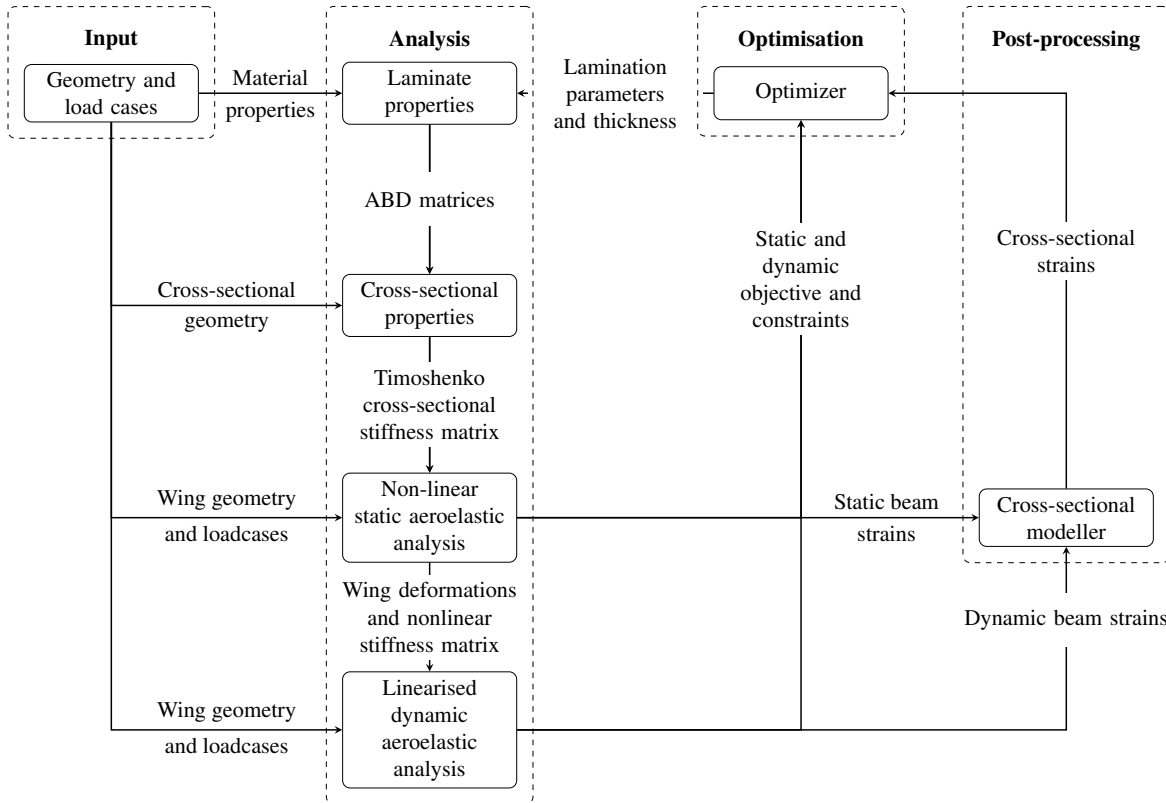 Input
Analysis
Optimisation
Post-processing
Geometry and
load cases
Material
properties
Laminate
properties
Lamination
parameters
and thickness
Optimizer
ABD matrices
Static and
dynamic
objective and
constraints
Cross-sectional
strains
Cross-sectional
geometry
Cross-sectional
properties
Timoshenko
cross-sectional
stiffness matrix
Wing geometry
and loadcases
Non-linear
static aeroelastic
analysis
Static beam
strains
Cross-sectional
modeller
Wing deformations
and nonlinear
stiffness matrix
Dynamic beam strains
Wing geometry
and loadcases
Linearised
dynamic
aeroelastic
analysis